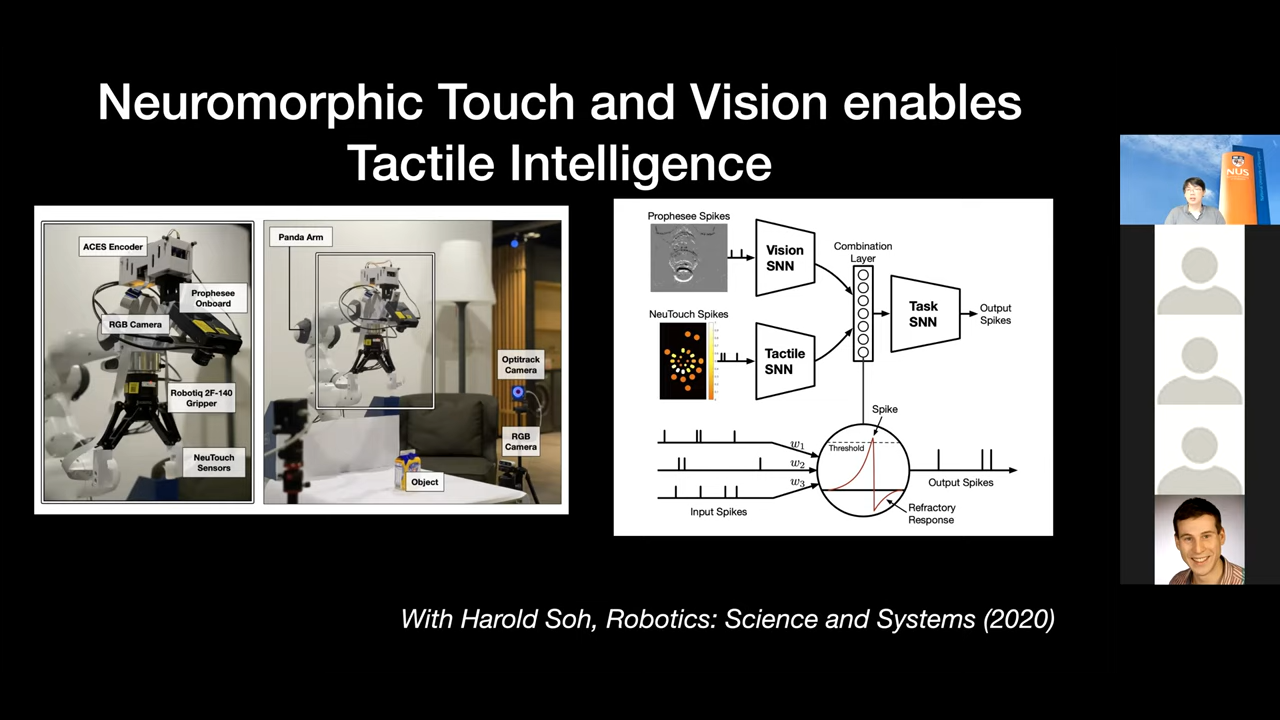 Neuromorphic Touch and Vision enables
Tactile Intelligence
ACES Encoder
Prophesee
Onboard
RGB Camera
Robotiq 2F-140
Gripper
NeuTouch
Sensors
Panda Arm
Optitrack
Camera
RGB
Camera
Object
Prophesee Spikes
Vision
SNN
Combination
Layer
NeuTouch Spikes
Tactile
SNN
Task
SNN
Output
Spikes
Spike
Threshold
w1
w2
w3
Input Spikes
Output Spikes
Refractory
Response
With Harold Soh, Robotics: Science and Systems (2020)
NUS